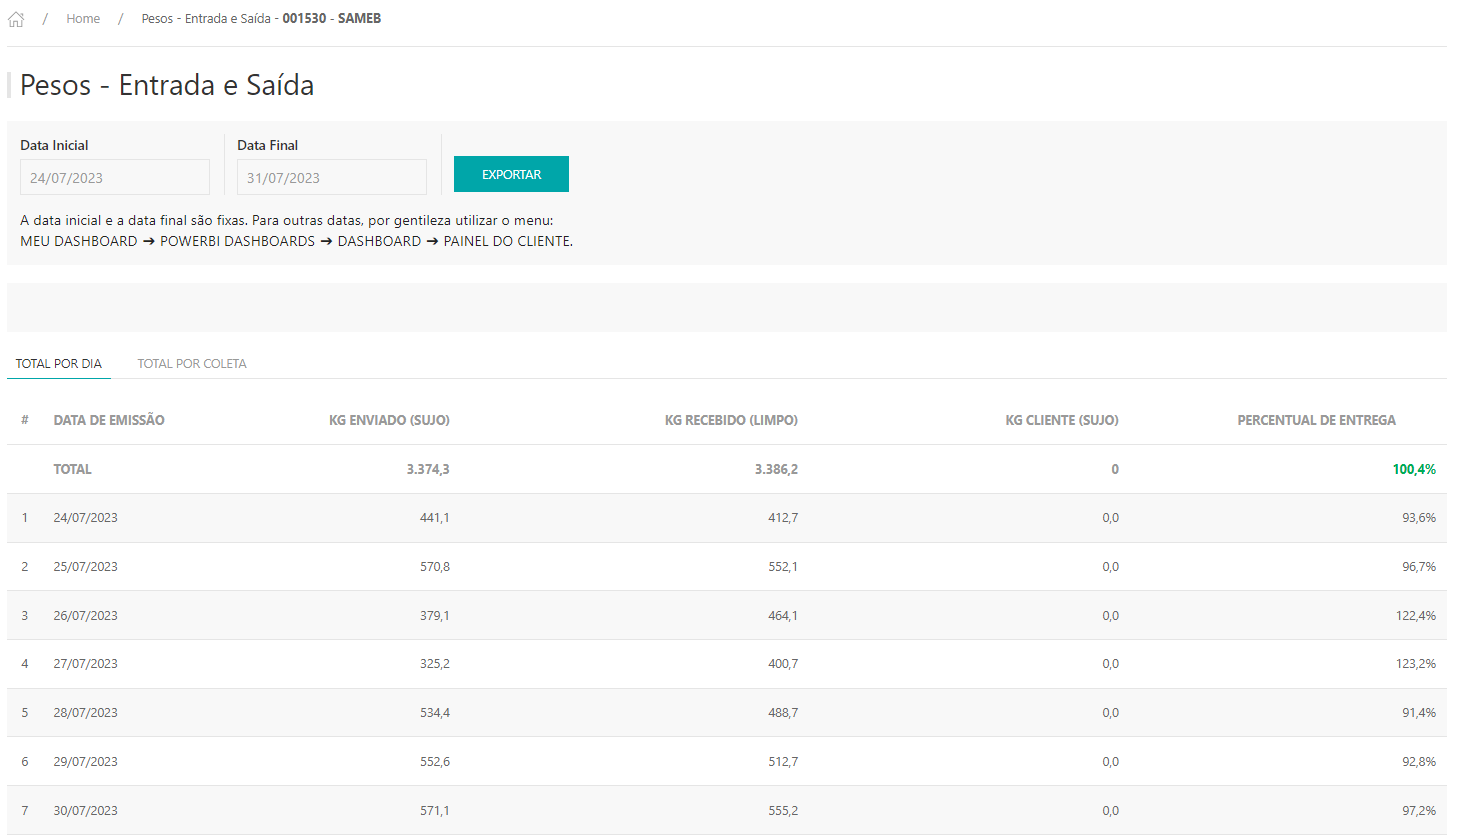 / Home / Pesos - Entrada e Saída - 001530 - SAMEB
Pesos - Entrada e Saída
Data Inicial Data Final
24/07/2023 31/07/2023 EXPORTAR
A data inicial e a data final são fixas. Para outras datas, por gentileza utilizar o menu:
MEU DASHBOARD ➔ POWERBI DASHBOARDS ➔ DASHBOARD ➔ PAINEL DO CLIENTE.
TOTAL POR DIA TOTAL POR COLETA
# DATA DE EMISSÃO KG ENVIADO (SUJO) KG RECEBIDO (LIMPO) KG CLIENTE (SUJO) PERCENTUAL DE ENTREGA
TOTAL 3.374,3 3.386,2 0 100,4%
1 24/07/2023 441,1 412,7 0,0 93,6%
2 25/07/2023 570,8 552,1 0,0 96,7%
3 26/07/2023 379,1 464,1 0,0 122,4%
4 27/07/2023 325,2 400,7 0,0 123,2%
5 28/07/2023 534,4 488,7 0,0 91,4%
6 29/07/2023 552,6 512,7 0,0 92,8%
7 30/07/2023 571,1 555,2 0,0 97,2%